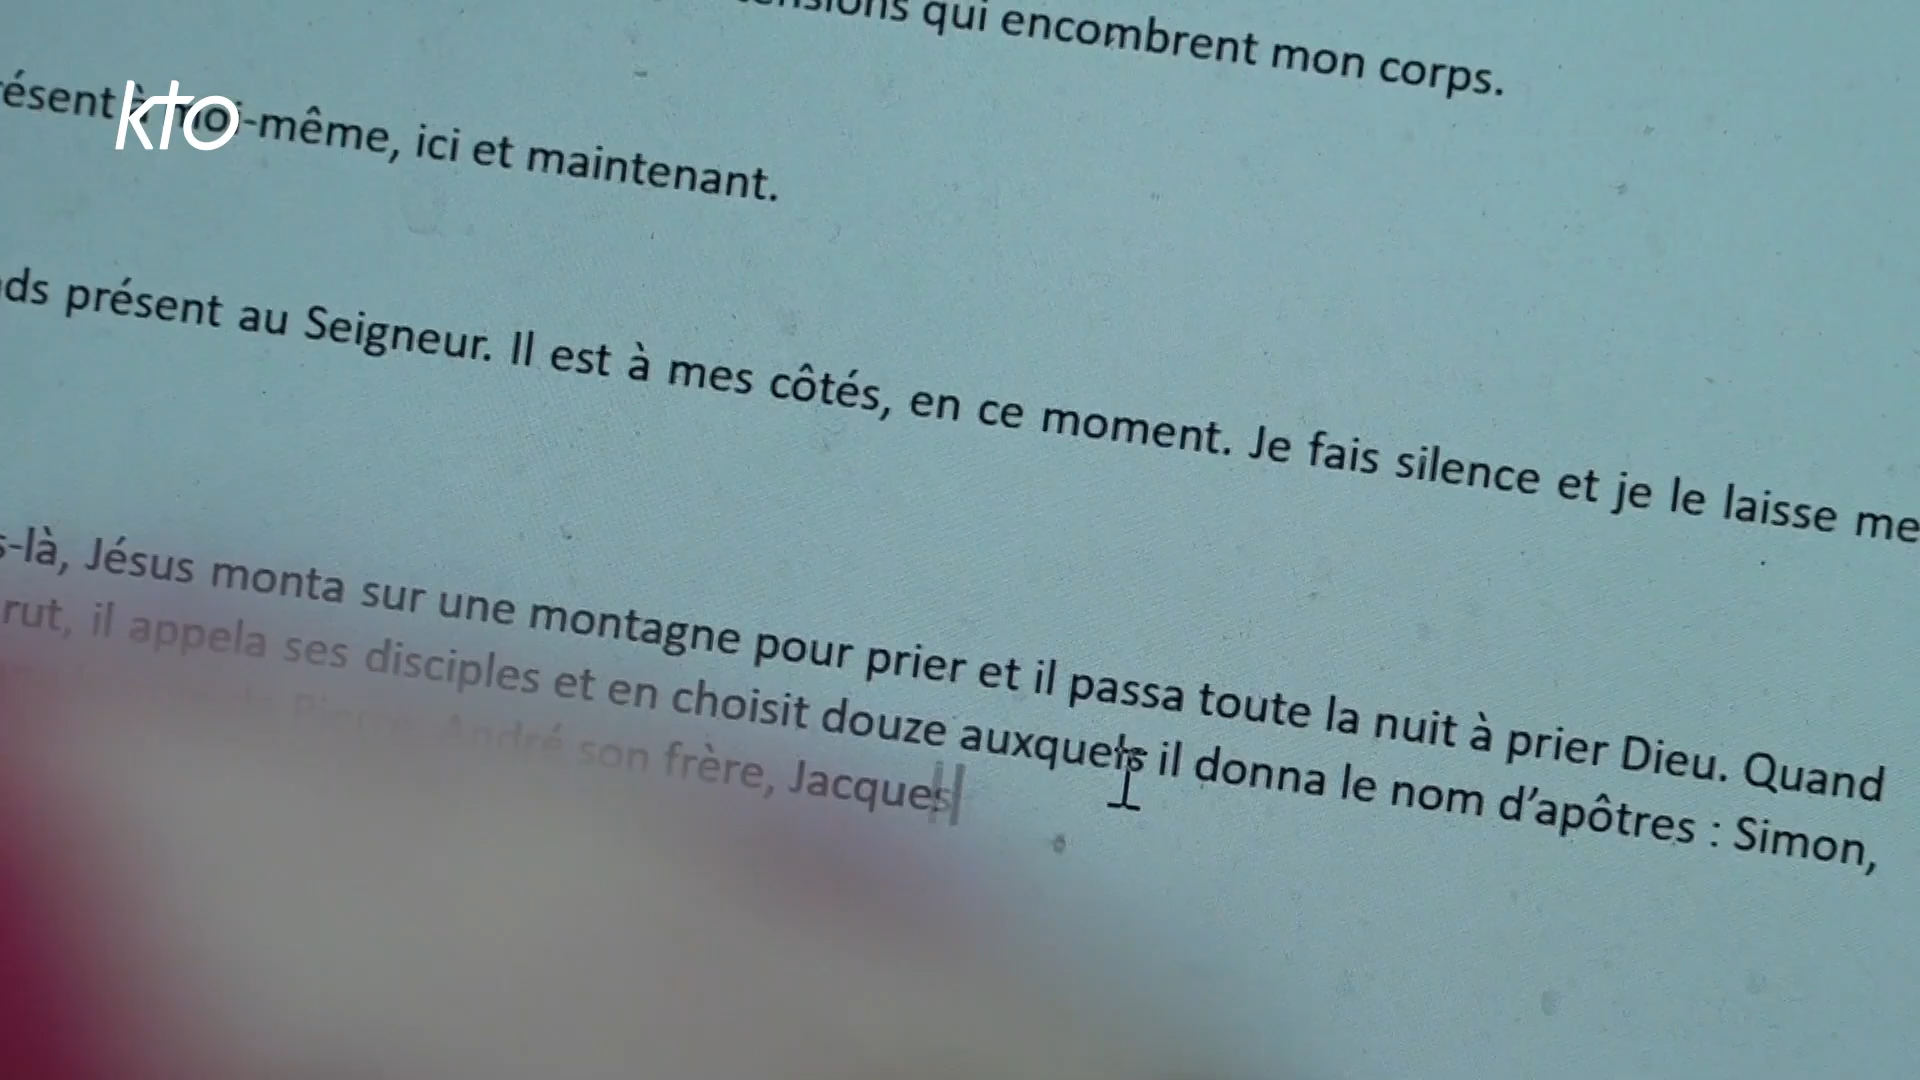 qui encombrent mon corps.
kto
-même, ici et maintenant.
présent au Seigneur. Il est à mes côtés, en ce moment. Je fais silence et je le laisse me
-là, Jésus monta sur une montagne pour prier et il passa toute la nuit à prier Dieu. Quand
il appela ses disciples et en choisit douze auxquels il donna le nom d’apôtres : Simon,
Pierre, André son frère, Jacques